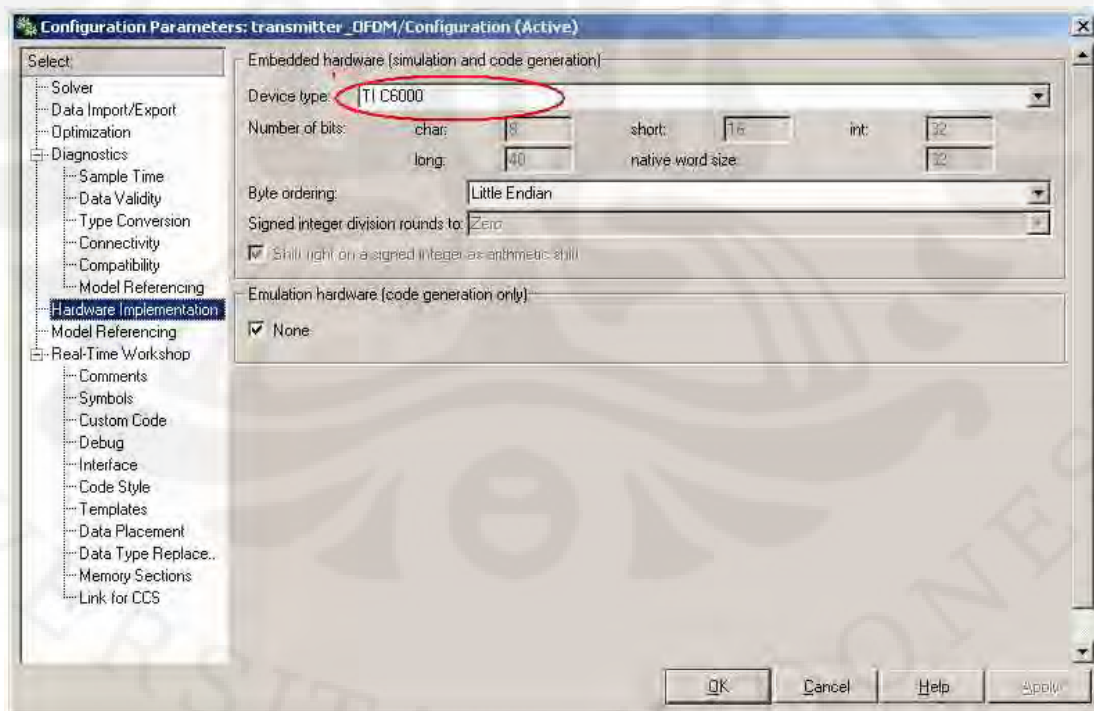 Configuration Parameters: transmitter_OFDM/Configuration (Active)
Select:
Solver
Data Import/Export
Optimization
Diagnostics
Sample Time
Data Validity
Type Conversion
Connectivity
Compatibility
Model Referencing
Hardware Implementation
Model Referencing
Real-Time Workshop
Comments
Symbols
Custom Code
Debug
Interface
Code Style
Templates
Data Placement
Data Type Replace..
Memory Sections
Link for CCS
Embedded hardware (simulation and code generation)
Device type: TI C6000
Number of bits: char: 8 short: 16 int: 32
long: 40 native word size: 32
Byte ordering: Little Endian
Signed integer division rounds to: Zero
Shift right on a signed integer as arithmetic shift
Emulation hardware (code generation only)
None
OK Cancel Help Apply